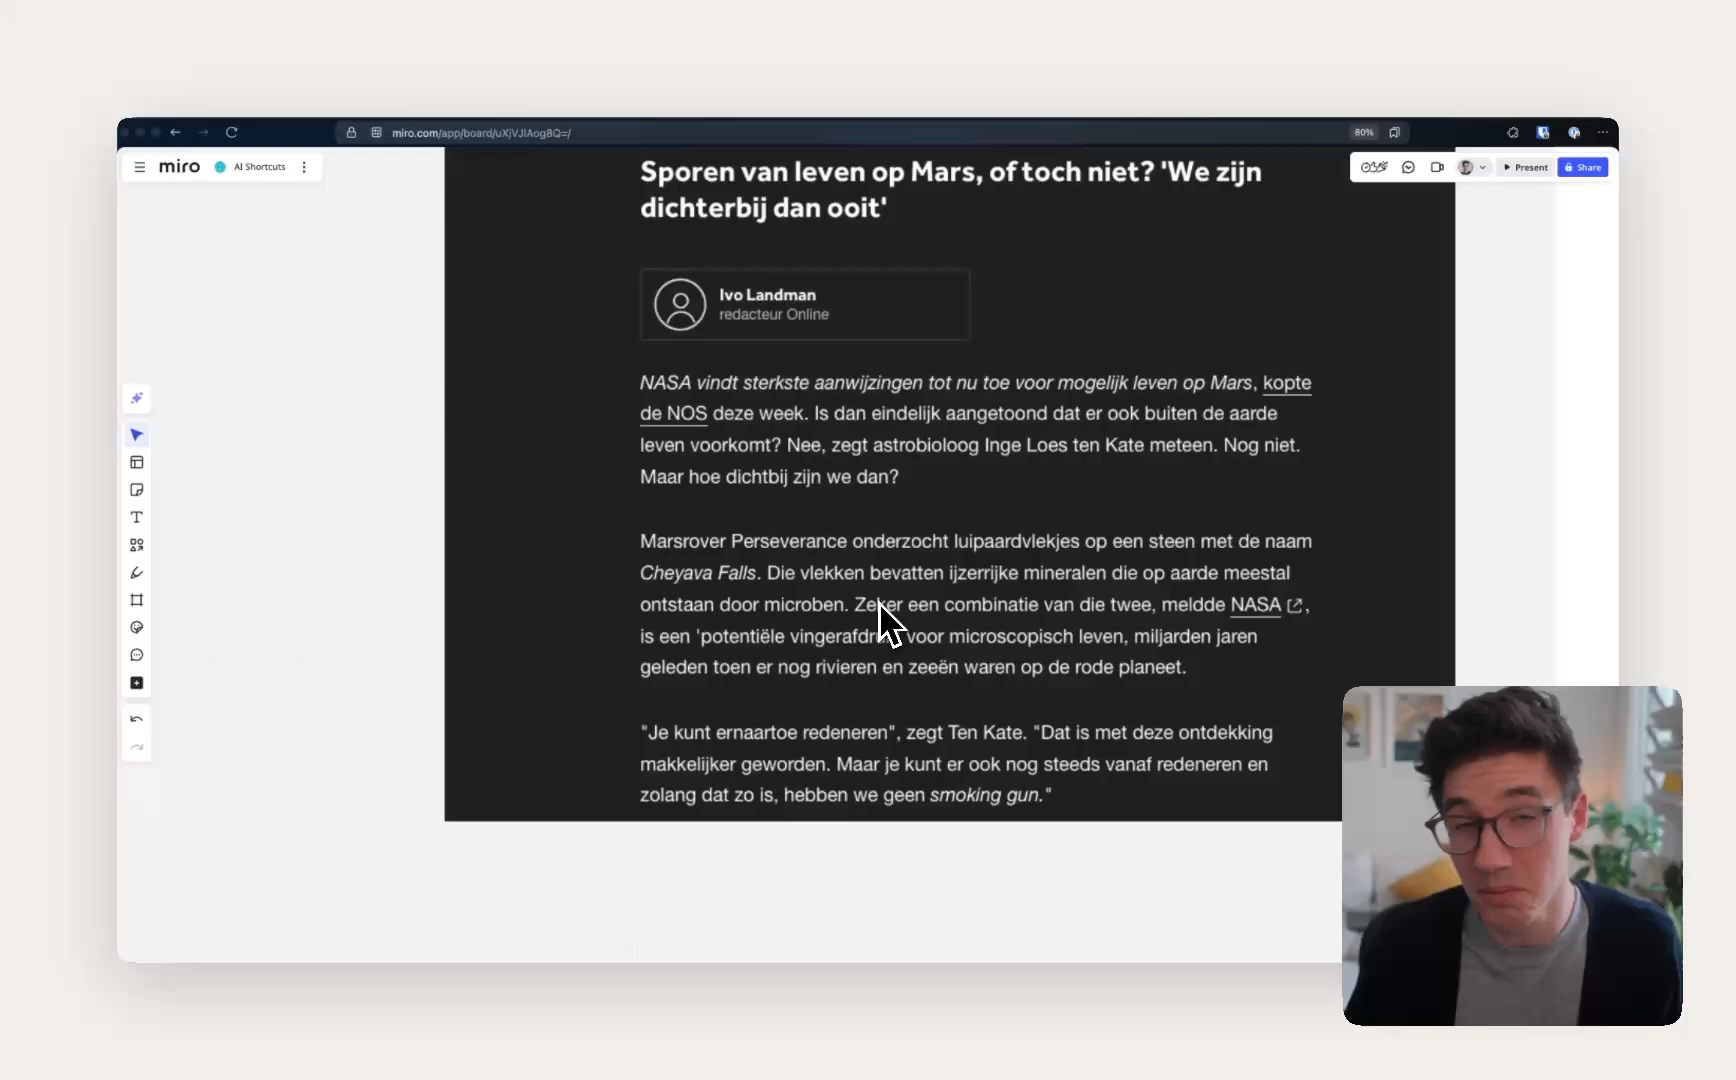 miro.com/app/board/uXjVJIAog8Q=/
80%
miro
AI Shortcuts
Present
Share
Sporen van leven op Mars, of toch niet? 'We zijn
dichterbij dan ooit'
Ivo Landman
redacteur Online
NASA vindt sterkste aanwijzingen tot nu toe voor mogelijk leven op Mars, kopte
de NOS deze week. Is dan eindelijk aangetoond dat er ook buiten de aarde
leven voorkomt? Nee, zegt astrobioloog Inge Loes ten Kate meteen. Nog niet.
Maar hoe dichtbij zijn we dan?
Marsrover Perseverance onderzocht luipaardvlekjes op een steen met de naam
Cheyava Falls. Die vlekken bevatten ijzerrijke mineralen die op aarde meestal
ontstaan door microben. Zeker een combinatie van die twee, meldde NASA,
is een 'potentiële voor microscopisch leven, miljarden jaren
geleden toen er nog rivieren en zeeën waren op de rode planeet.
"Je kunt ernaartoe redeneren", zegt Ten Kate. "Dat is met deze ontdekking
makkelijker geworden. Maar je kunt er ook nog steeds vanaf redeneren en
zolang dat zo is, hebben we geen smoking gun."